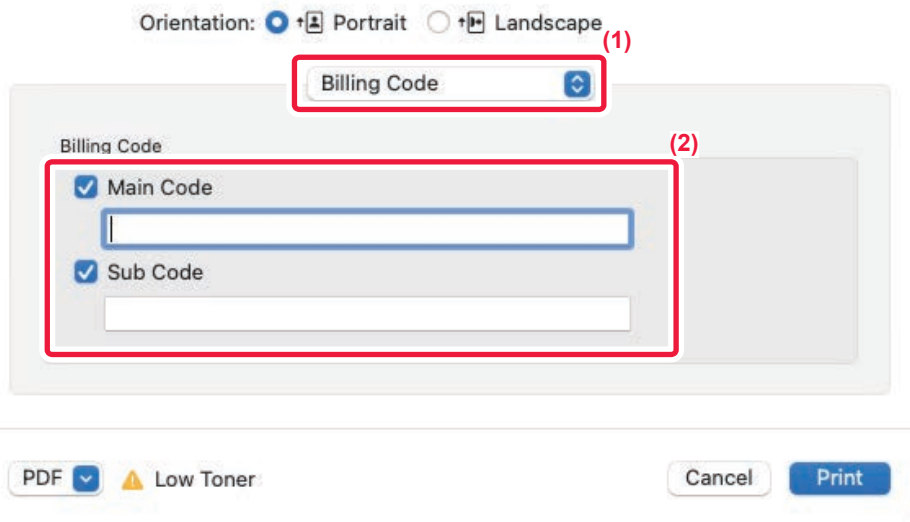 Orientation: Portrait Landscape
(1)
Billing Code
Billing Code
(2)
Main Code
Sub Code
PDF Low Toner Cancel Print